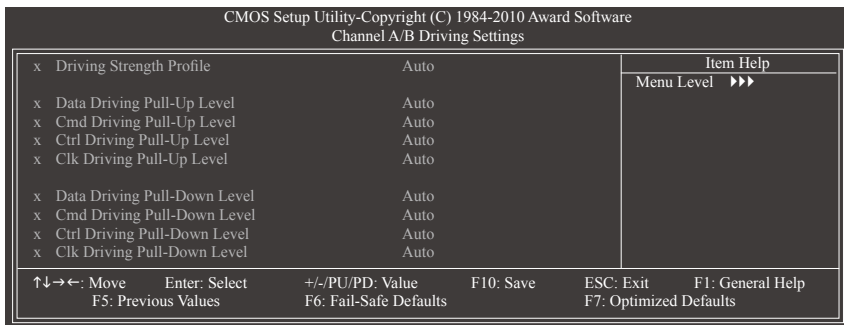 CMOS Setup Utility-Copyright (C) 1984-2010 Award Software
Channel A/B Driving Settings
x Driving Strength Profile Auto
Item Help
Menu Level ►►►
x Data Driving Pull-Up Level Auto
x Cmd Driving Pull-Up Level Auto
x Ctrl Driving Pull-Up Level Auto
x Clk Driving Pull-Up Level Auto
x Data Driving Pull-Down Level Auto
x Cmd Driving Pull-Down Level Auto
x Ctrl Driving Pull-Down Level Auto
x Clk Driving Pull-Down Level Auto
↑↓→←: Move Enter: Select +/-/PU/PD: Value F10: Save ESC: Exit F1: General Help
F5: Previous Values F6: Fail-Safe Defaults F7: Optimized Defaults